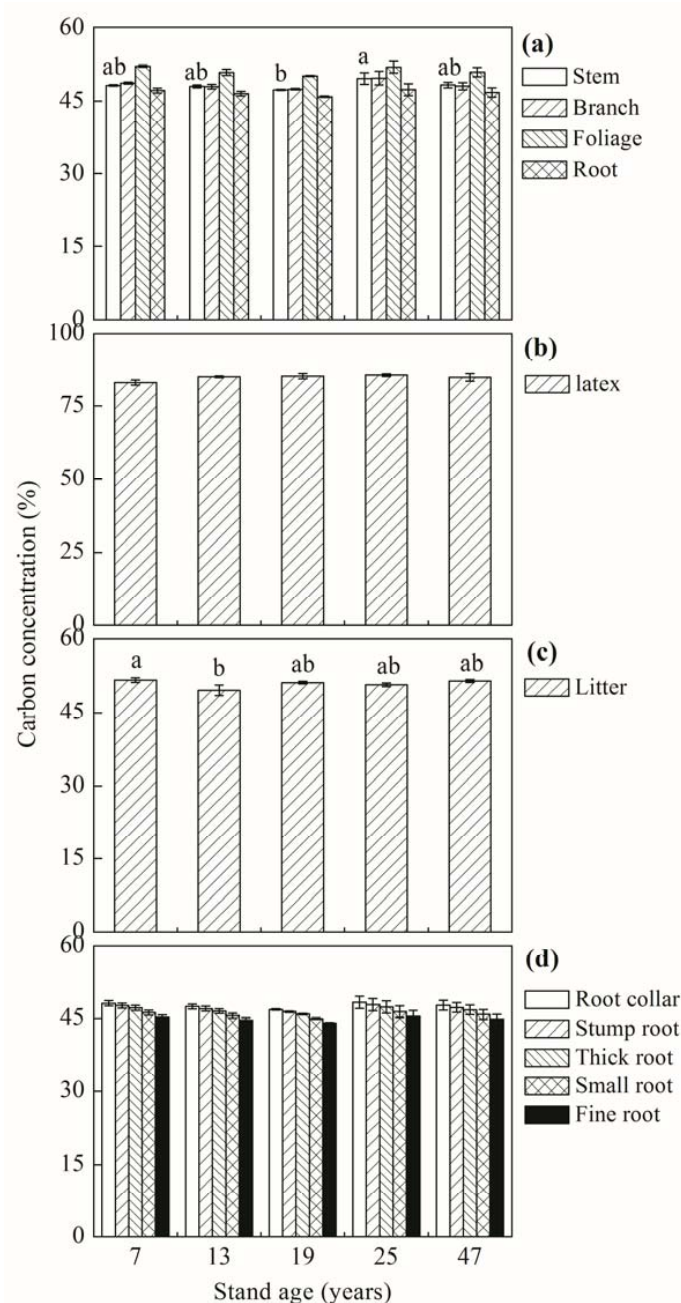 60
45
30
15
0
ab
ab
b
a
ab
(a)
Stem
Branch
Foliage
Root
100
75
50
25
0
(b)
latex
60
45
30
15
0
a
b
ab
ab
ab
(c)
Litter
60
45
30
15
0
(d)
Root collar
Stump root
Thick root
Small root
Fine root
7 13 19 25 47
Stand age (years)
Carbon concentration (%)